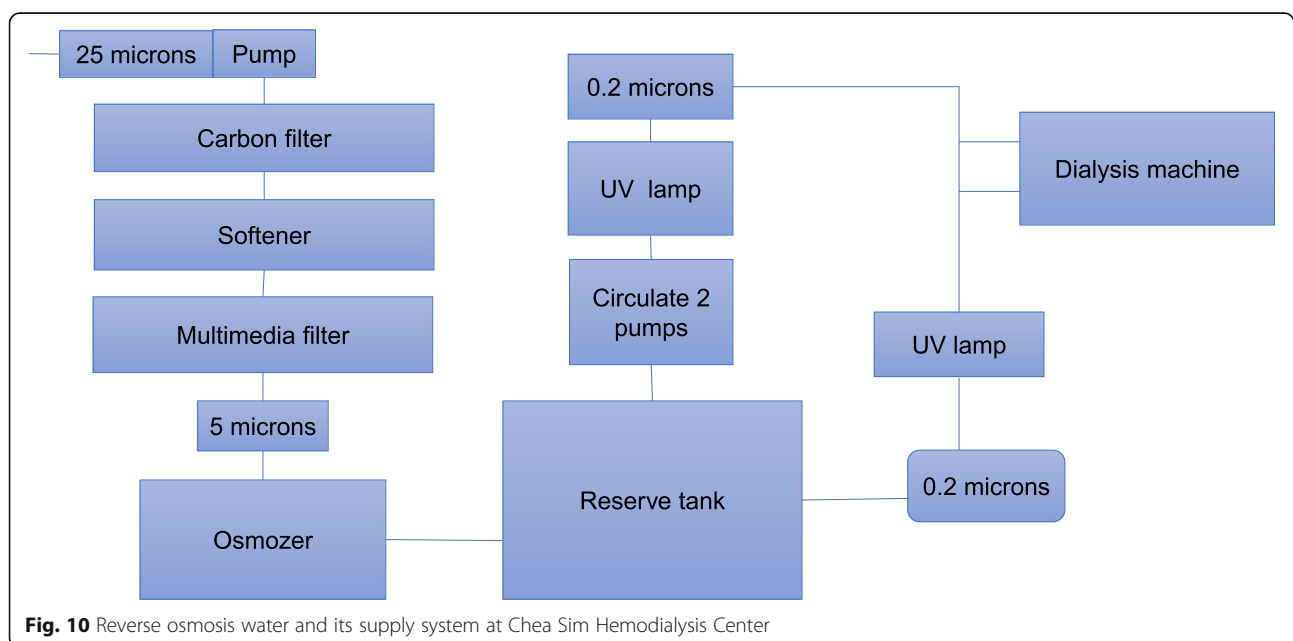 25 microns
Pump
Carbon filter
Softener
Multimedia filter
5 microns
Osmozer
Reserve tank
Circulate 2
pumps
UV lamp
0.2 microns
Dialysis machine
UV lamp
0.2 microns
Fig. 10 Reverse osmosis water and its supply system at Chea Sim Hemodialysis Center